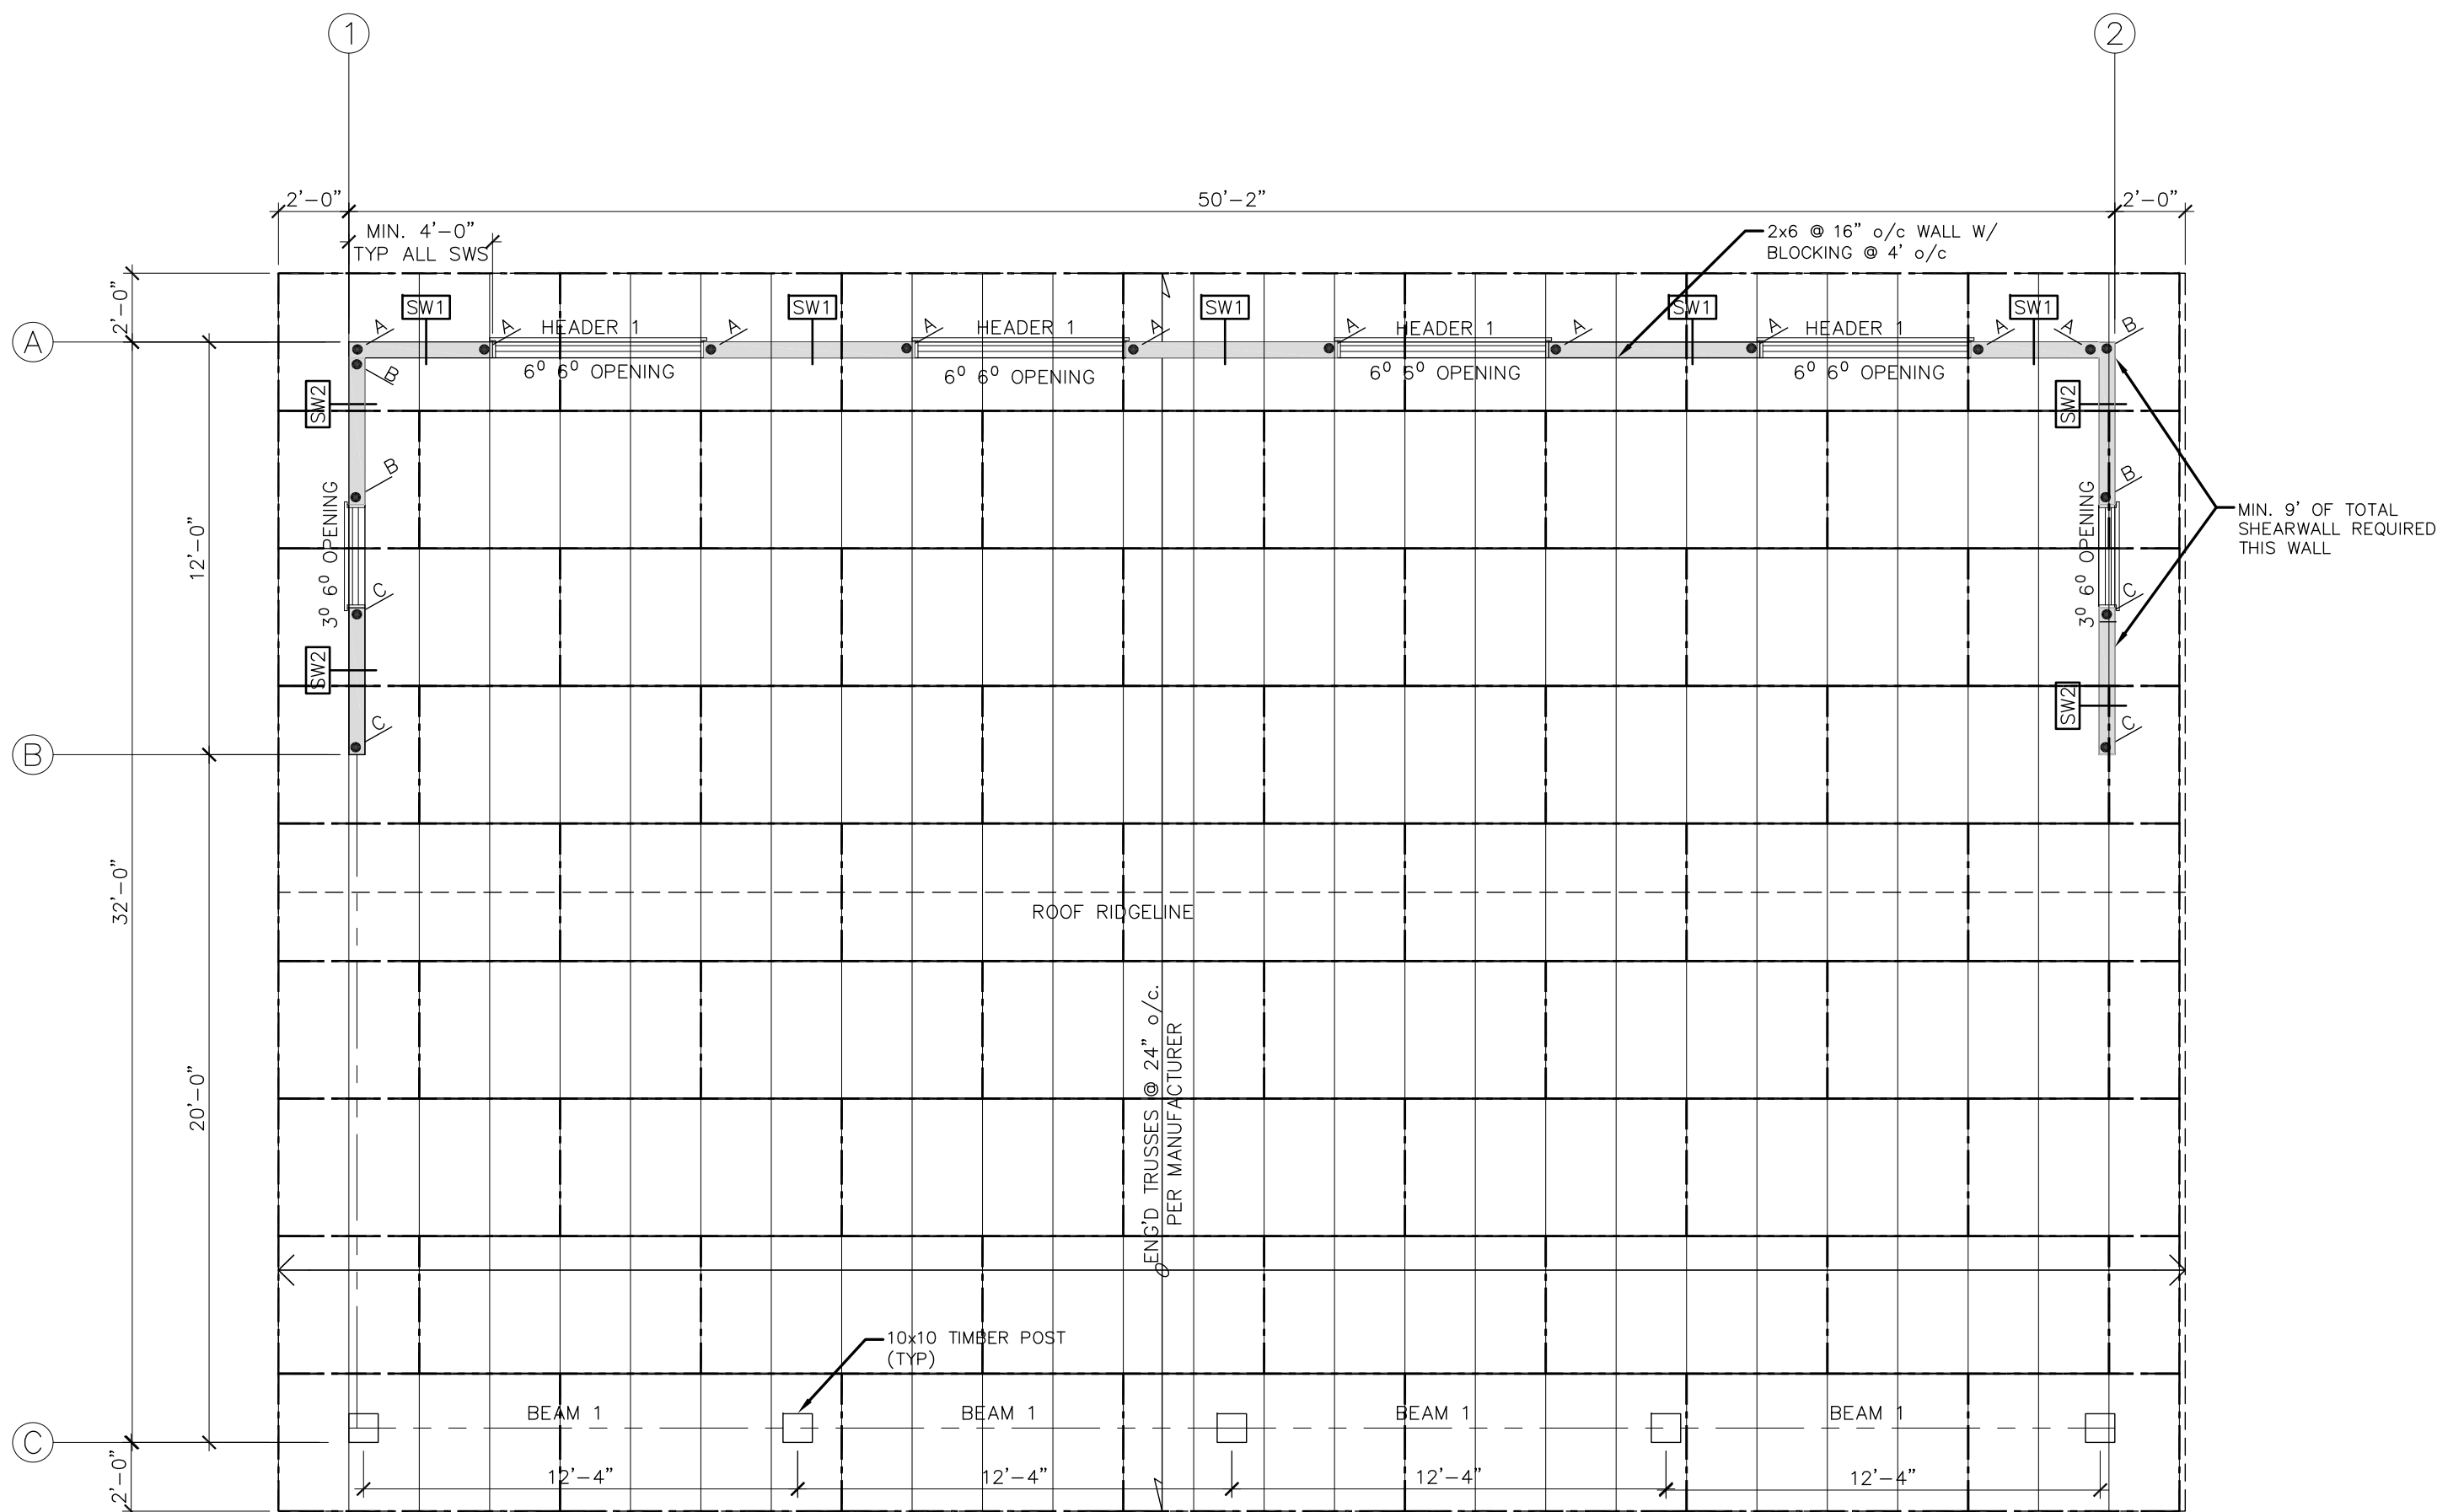 1
2
2'-0"
50'-2"
2'-0"
MIN. 4'-0"
TYP ALL SWS
2x6 @ 16" o/c WALL W/
BLOCKING @ 4' o/c
2'-0"
SW1
SW1
SW1
SW1
SW1
A
A
A
A
A
A
A
A
A
A
A
B
HEADER 1
HEADER 1
HEADER 1
HEADER 1
6⁰ 6⁰ OPENING
6⁰ 6⁰ OPENING
6⁰ 6⁰ OPENING
6⁰ 6⁰ OPENING
B
SW2
SW2
B
B
3⁰ 6⁰ OPENING
3⁰ 6⁰ OPENING
MIN. 9' OF TOTAL
SHEARWALL REQUIRED
THIS WALL
12'-0"
C
C
SW2
SW2
C
C
A
B
32'-0"
ROOF RIDGELINE
20'-0"
ENG'D TRUSSES @ 24" o/c.
PER MANUFACTURER
10x10 TIMBER POST
(TYP)
BEAM 1
BEAM 1
BEAM 1
BEAM 1
C
2'-0"
12'-4"
12'-4"
12'-4"
12'-4"